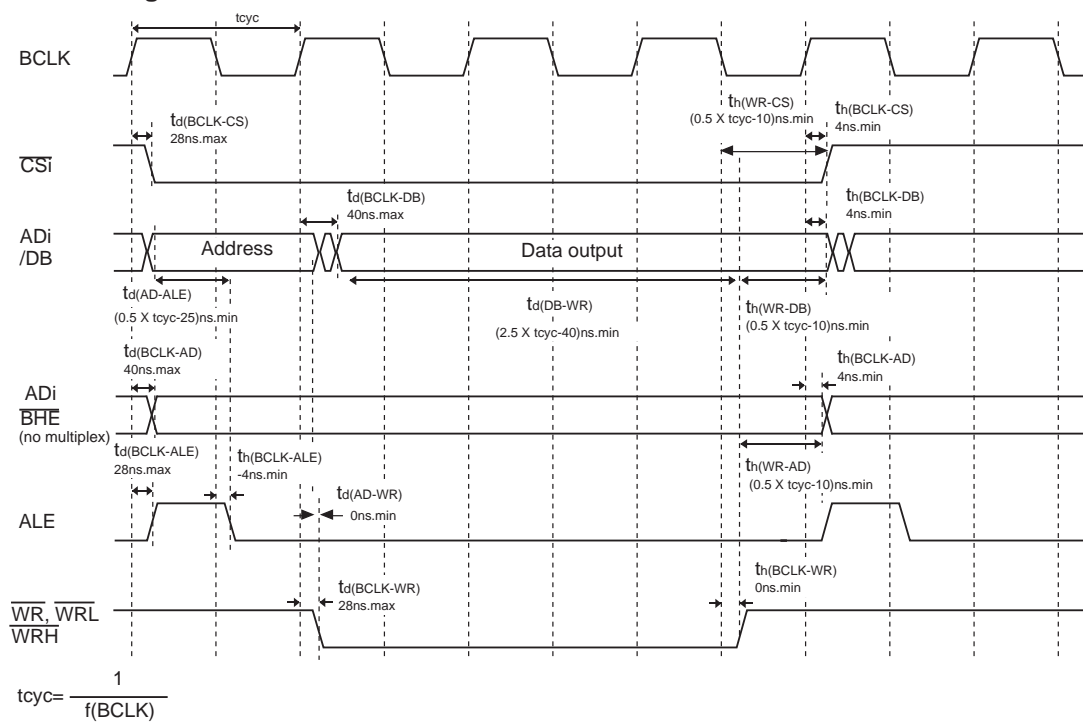 tcyc
BCLK
td(BCLK-CS)
28ns.max
th(WR-CS)
(0.5 X tcyc-10)ns.min
th(BCLK-CS)
4ns.min
CSi
td(BCLK-DB)
40ns.max
th(BCLK-DB)
4ns.min
ADi
/DB
Address
Data output
td(AD-ALE)
(0.5 X tcyc-25)ns.min
td(DB-WR)
(2.5 X tcyc-40)ns.min
th(WR-DB)
(0.5 X tcyc-10)ns.min
td(BCLK-AD)
40ns.max
th(BCLK-AD)
4ns.min
ADi
BHE
(no multiplex)
td(BCLK-ALE)
28ns.max
th(BCLK-ALE)
-4ns.min
td(AD-WR)
0ns.min
th(WR-AD)
(0.5 X tcyc-10)ns.min
ALE
td(BCLK-WR)
28ns.max
th(BCLK-WR)
0ns.min
WR, WRL
WRH
tcyc=
1
f(BCLK)